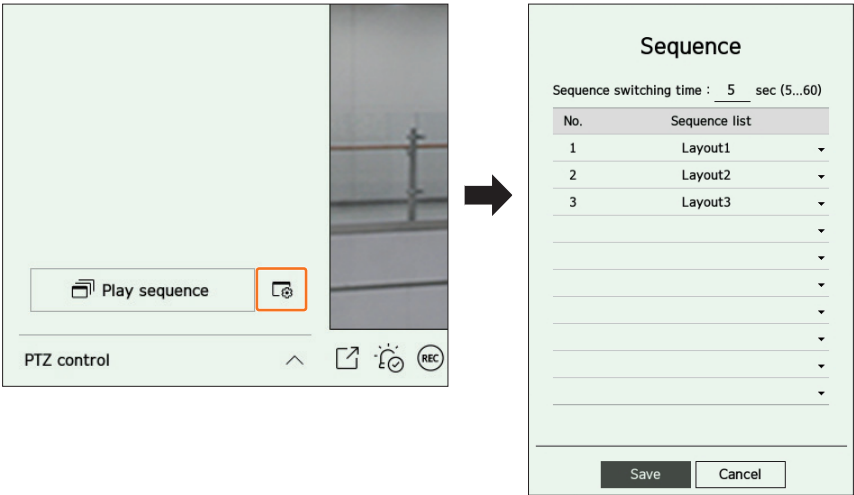 Play sequence
PTZ control
REC
Sequence
Sequence switching time : 5 sec (5...60)
No. Sequence list
1 Layout1
2 Layout2
3 Layout3
Save Cancel